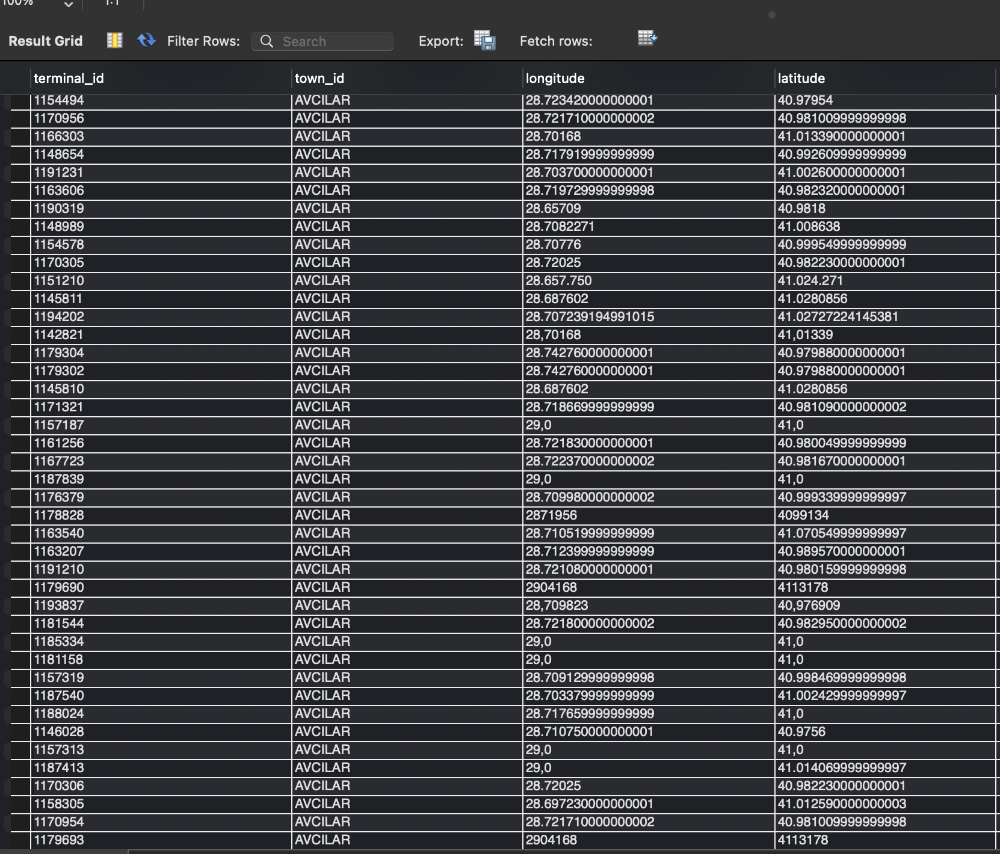 100% 1:1
Result Grid Filter Rows: Search Export: Fetch rows:
terminal_id town_id longitude latitude
1154494 AVCILAR 28.723420000000001 40.97954
1170956 AVCILAR 28.721710000000002 40.981009999999998
1166303 AVCILAR 28.70168 41.013390000000001
1148654 AVCILAR 28.717919999999999 40.992609999999999
1191231 AVCILAR 28.703700000000001 41.002600000000001
1163606 AVCILAR 28.719729999999998 40.982320000000001
1190319 AVCILAR 28.65709 40.9818
1148989 AVCILAR 28.7082271 41.008638
1154578 AVCILAR 28.70776 40.999549999999999
1170305 AVCILAR 28.72025 40.982230000000001
1151210 AVCILAR 28.657.750 41.024.271
1145811 AVCILAR 28.687602 41.0280856
1194202 AVCILAR 28.707239194991015 41.02727224145381
1142821 AVCILAR 28,70168 41,01339
1179304 AVCILAR 28.742760000000001 40.979880000000001
1179302 AVCILAR 28.742760000000001 40.979880000000001
1145810 AVCILAR 28.687602 41.0280856
1171321 AVCILAR 28.718669999999999 40.981090000000002
1157187 AVCILAR 29,0 41,0
1161256 AVCILAR 28.721830000000001 40.980049999999999
1167723 AVCILAR 28.722370000000002 40.981670000000001
1187839 AVCILAR 29,0 41,0
1176379 AVCILAR 28.709980000000002 40.999339999999997
1178828 AVCILAR 2871956 4099134
1163540 AVCILAR 28.710519999999999 41.070549999999997
1163207 AVCILAR 28.712399999999999 40.989570000000001
1191210 AVCILAR 28.721080000000001 40.980159999999998
1179690 AVCILAR 2904168 4113178
1193837 AVCILAR 28,709823 40,976909
1181544 AVCILAR 28.721800000000002 40.982950000000002
1185334 AVCILAR 29,0 41,0
1181158 AVCILAR 29,0 41,0
1157319 AVCILAR 28.709129999999998 40.998469999999998
1187540 AVCILAR 28.703379999999999 41.002429999999997
1188024 AVCILAR 28.717659999999999 41,0
1146028 AVCILAR 28.710750000000001 40.9756
1157313 AVCILAR 29,0 41,0
1187413 AVCILAR 29,0 41.014069999999997
1170306 AVCILAR 28.72025 40.982230000000001
1158305 AVCILAR 28.697230000000001 41.012590000000003
1170954 AVCILAR 28.721710000000002 40.981009999999998
1179693 AVCILAR 2904168 4113178